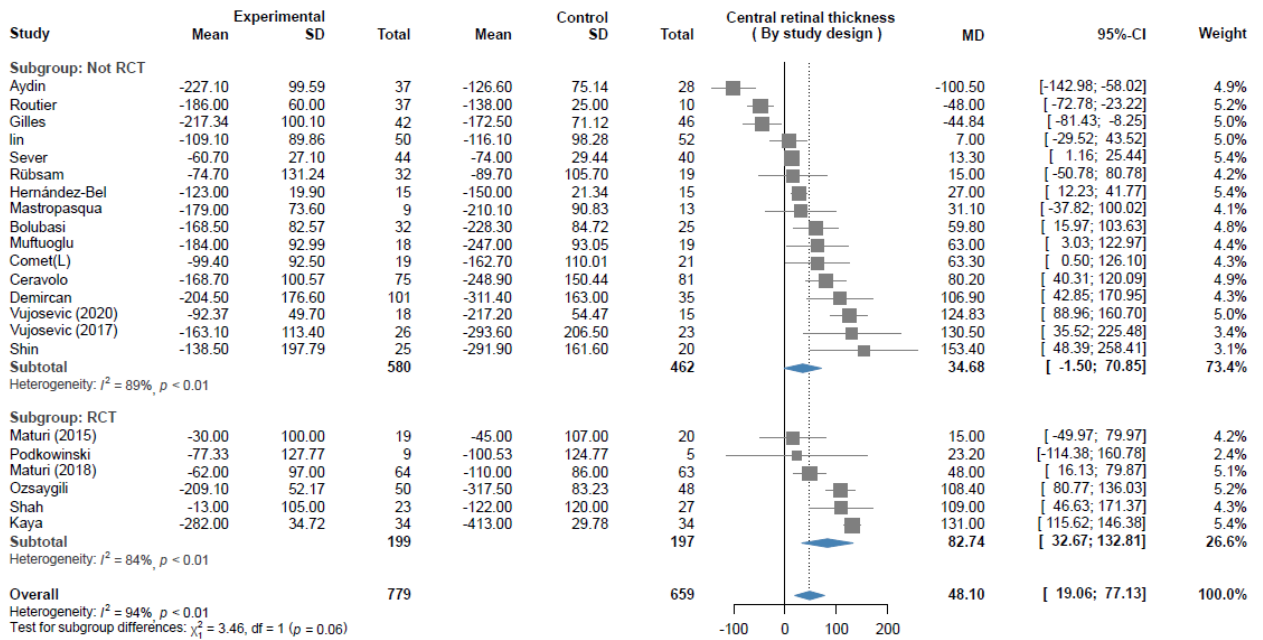 Experimental Control Central retinal thickness
Study Mean SD Total Mean SD Total ( By study design ) MD 95%-CI Weight
Subgroup: Not RCT
Aydin -227.10 99.59 37 -126.60 75.14 28 -100.50 [-142.98; -58.02] 4.9%
Routier -186.00 60.00 37 -138.00 25.00 10 -48.00 [ -72.78; -23.22] 5.2%
Gilles -217.34 100.10 42 -172.50 71.12 46 -44.84 [ -81.43; -8.25] 5.0%
lin -109.10 89.86 50 -116.10 98.28 52 7.00 [ -29.52; 43.52] 5.0%
Sever -60.70 27.10 44 -74.00 29.44 40 13.30 [ 1.16; 25.44] 5.4%
Rübsam -74.70 131.24 32 -89.70 105.70 19 15.00 [ -50.78; 80.78] 4.2%
Hernández-Bel -123.00 19.90 15 -150.00 21.34 15 27.00 [ 12.23; 41.77] 5.4%
Mastropasqua -179.00 73.60 9 -210.10 90.83 13 31.10 [ -37.82; 100.02] 4.1%
Bolubasi -168.50 82.57 32 -228.30 84.72 25 59.80 [ 15.97; 103.63] 4.8%
Muftuoglu -184.00 92.99 18 -247.00 93.05 19 63.00 [ 3.03; 122.97] 4.4%
Comet(L) -99.40 92.50 19 -162.70 110.01 21 63.30 [ 0.50; 126.10] 4.3%
Ceravolo -168.70 100.57 75 -248.90 150.44 81 80.20 [ 40.31; 120.09] 4.9%
Demircan -204.50 176.60 101 -311.40 163.00 35 106.90 [ 42.85; 170.95] 4.3%
Vujosevic (2020) -92.37 49.70 18 -217.20 54.47 15 124.83 [ 88.96; 160.70] 5.0%
Vujosevic (2017) -163.10 113.40 26 -293.60 206.50 23 130.50 [ 35.52; 225.48] 3.4%
Shin -138.50 197.79 25 -291.90 161.60 20 153.40 [ 48.39; 258.41] 3.1%
Subtotal 580 462 34.68 [ -1.50; 70.85] 73.4%
Heterogeneity: I² = 89%, p < 0.01
Subgroup: RCT
Maturi (2015) -30.00 100.00 19 -45.00 107.00 20 15.00 [ -49.97; 79.97] 4.2%
Podkowinski -77.33 127.77 9 -100.53 124.77 5 23.20 [-114.38; 160.78] 2.4%
Maturi (2018) -62.00 97.00 64 -110.00 86.00 63 48.00 [ 16.13; 79.87] 5.1%
Ozsaygili -209.10 52.17 50 -317.50 83.23 48 108.40 [ 80.77; 136.03] 5.2%
Shah -13.00 105.00 23 -122.00 120.00 27 109.00 [ 46.63; 171.37] 4.3%
Kaya -282.00 34.72 34 -413.00 29.78 34 131.00 [ 115.62; 146.38] 5.4%
Subtotal 199 197 82.74 [ 32.67; 132.81] 26.6%
Heterogeneity: I² = 84%, p < 0.01
Overall 779 659 48.10 [ 19.06; 77.13] 100.0%
Heterogeneity: I² = 94%, p < 0.01
Test for subgroup differences: χ²₁ = 3.46, df = 1 (p = 0.06)
-100 0 100 200